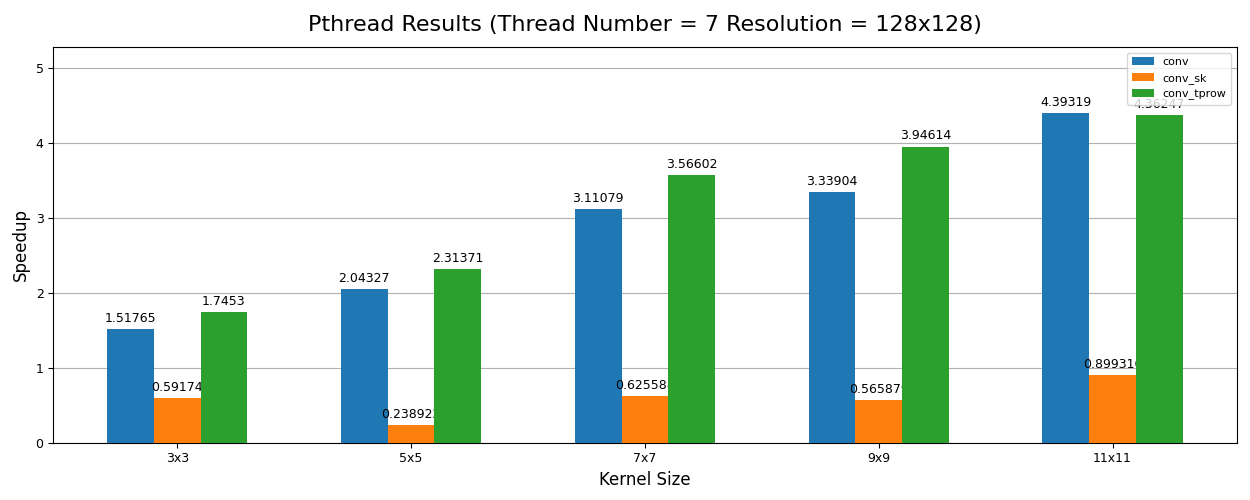 Pthread Results (Thread Number = 7 Resolution = 128x128)
conv
conv_sk
conv_tprow
Speedup
5
4
3
2
1
0
1.51765
0.59174
1.7453
2.04327
0.23892
2.31371
3.11079
0.62558
3.56602
3.33904
0.56587
3.94614
4.39319
0.89931
4.36247
3x3
5x5
7x7
9x9
11x11
Kernel Size